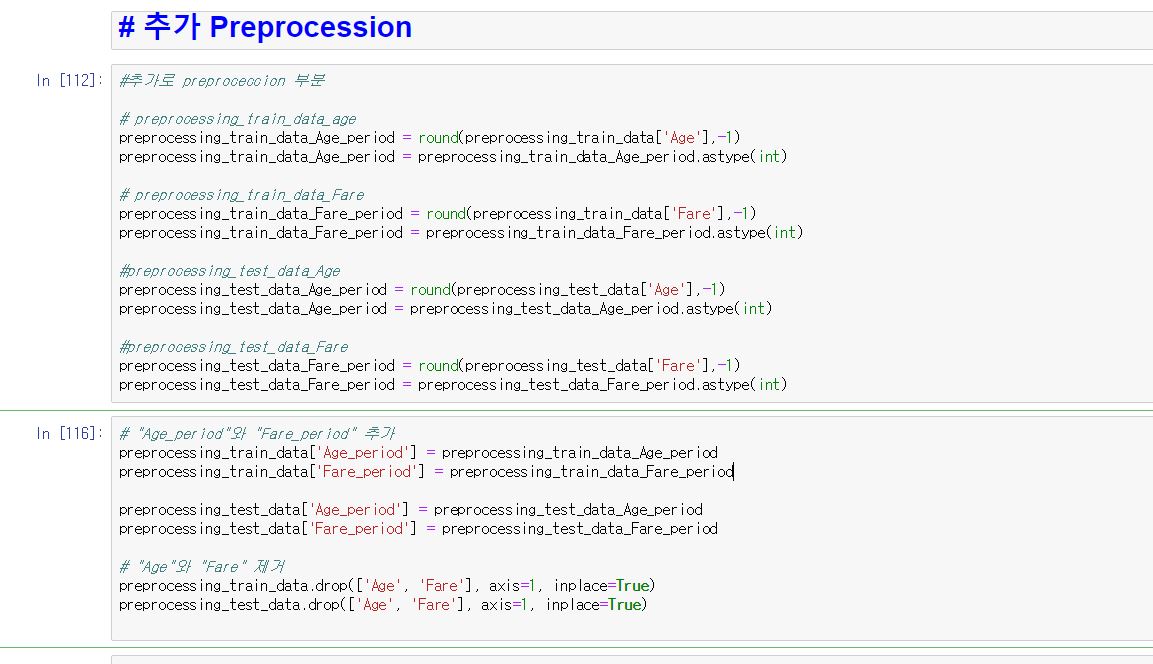 # 추가 Preprocession
In [112]:
#추가로 preproceccion 부분
# preprocessing_train_data_age
preprocessing_train_data_Age_period = round(preprocessing_train_data['Age'],-1)
preprocessing_train_data_Age_period = preprocessing_train_data_Age_period.astype(int)
# preprocessing_train_data_Fare
preprocessing_train_data_Fare_period = round(preprocessing_train_data['Fare'],-1)
preprocessing_train_data_Fare_period = preprocessing_train_data_Fare_period.astype(int)
#preprocessing_test_data_Age
preprocessing_test_data_Age_period = round(preprocessing_test_data['Age'],-1)
preprocessing_test_data_Age_period = preprocessing_test_data_Age_period.astype(int)
#preprocessing_test_data_Fare
preprocessing_test_data_Fare_period = round(preprocessing_test_data['Fare'],-1)
preprocessing_test_data_Fare_period = preprocessing_test_data_Fare_period.astype(int)
In [116]:
# "Age_period"와 "Fare_period" 추가
preprocessing_train_data['Age_period'] = preprocessing_train_data_Age_period
preprocessing_train_data['Fare_period'] = preprocessing_train_data_Fare_period
preprocessing_test_data['Age_period'] = preprocessing_test_data_Age_period
preprocessing_test_data['Fare_period'] = preprocessing_test_data_Fare_period
# "Age"와 "Fare" 제거
preprocessing_train_data.drop(['Age', 'Fare'], axis=1, inplace=True)
preprocessing_test_data.drop(['Age', 'Fare'], axis=1, inplace=True)